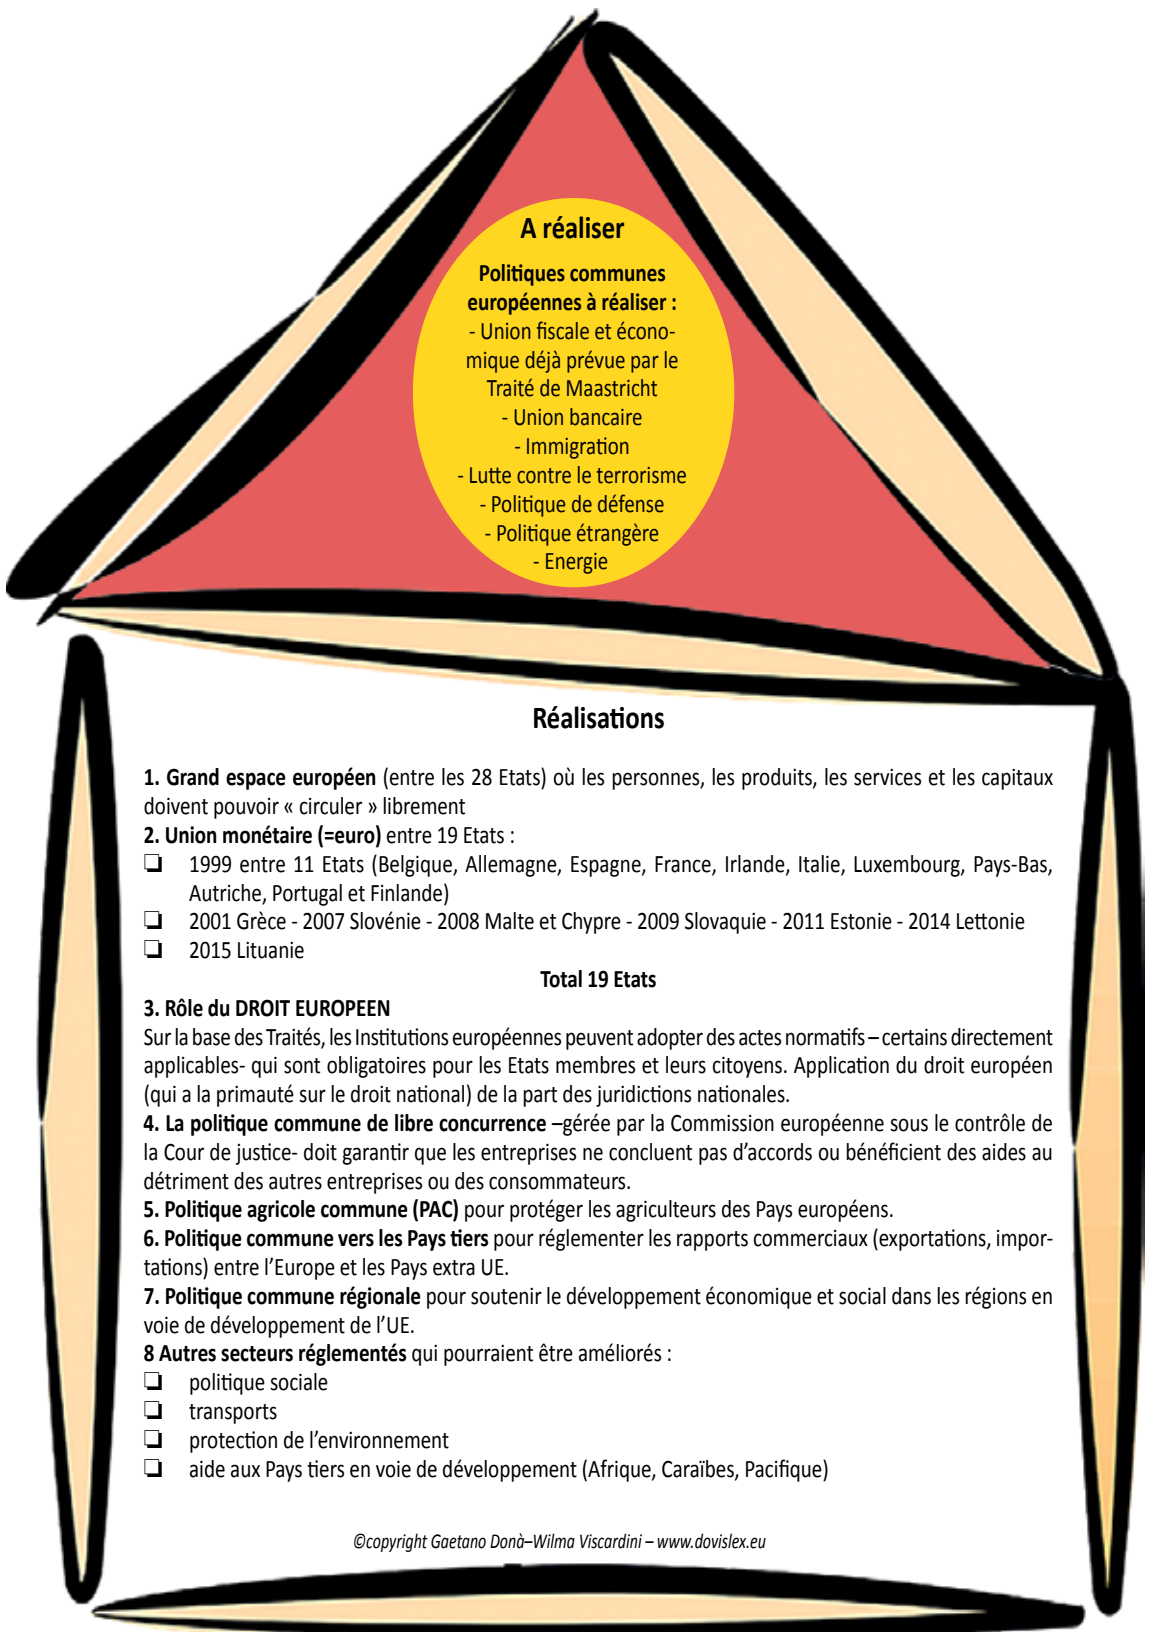 A réaliser
Politiques communes
européennes à réaliser :
- Union fiscale et écono-
mique déjà prévue par le
Traité de Maastricht
- Union bancaire
- Immigration
- Lutte contre le terrorisme
- Politique de défense
- Politique étrangère
- Energie
Réalisations
1. Grand espace européen (entre les 28 Etats) où les personnes, les produits, les services et les capitaux
doivent pouvoir « circuler » librement
2. Union monétaire (=euro) entre 19 Etats :
❏ 1999 entre 11 Etats (Belgique, Allemagne, Espagne, France, Irlande, Italie, Luxembourg, Pays-Bas,
Autriche, Portugal et Finlande)
❏ 2001 Grèce - 2007 Slovénie - 2008 Malte et Chypre - 2009 Slovaquie - 2011 Estonie - 2014 Lettonie
❏ 2015 Lituanie
Total 19 Etats
3. Rôle du DROIT EUROPEEN
Sur la base des Traités, les Institutions européennes peuvent adopter des actes normatifs – certains directement
applicables- qui sont obligatoires pour les Etats membres et leurs citoyens. Application du droit européen
(qui a la primauté sur le droit national) de la part des juridictions nationales.
4. La politique commune de libre concurrence –gérée par la Commission européenne sous le contrôle de
la Cour de justice- doit garantir que les entreprises ne concluent pas d’accords ou bénéficient des aides au
détriment des autres entreprises ou des consommateurs.
5. Politique agricole commune (PAC) pour protéger les agriculteurs des Pays européens.
6. Politique commune vers les Pays tiers pour réglementer les rapports commerciaux (exportations, impor-
tations) entre l’Europe et les Pays extra UE.
7. Politique commune régionale pour soutenir le développement économique et social dans les régions en
voie de développement de l’UE.
8 Autres secteurs réglementés qui pourraient être améliorés :
❏ politique sociale
❏ transports
❏ protection de l’environnement
❏ aide aux Pays tiers en voie de développement (Afrique, Caraïbes, Pacifique)
©copyright Gaetano Donà–Wilma Viscardini – www.dovislex.eu